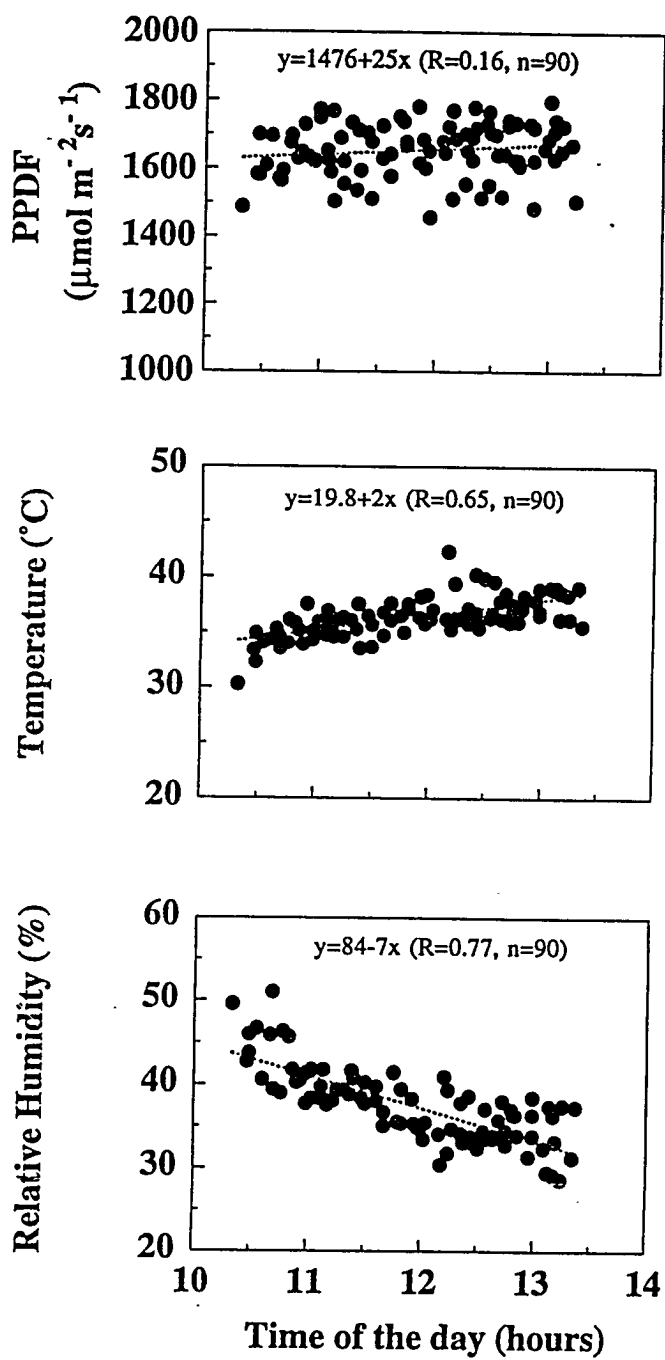 2000
1800
1600
1400
1200
1000
PPDF
(μmol m⁻²s⁻¹)
y=1476+25x (R=0.16, n=90)
50
40
30
20
Temperature (°C)
y=19.8+2x (R=0.65, n=90)
60
50
40
30
20
Relative Humidity (%)
y=84-7x (R=0.77, n=90)
10 11 12 13 14
Time of the day (hours)